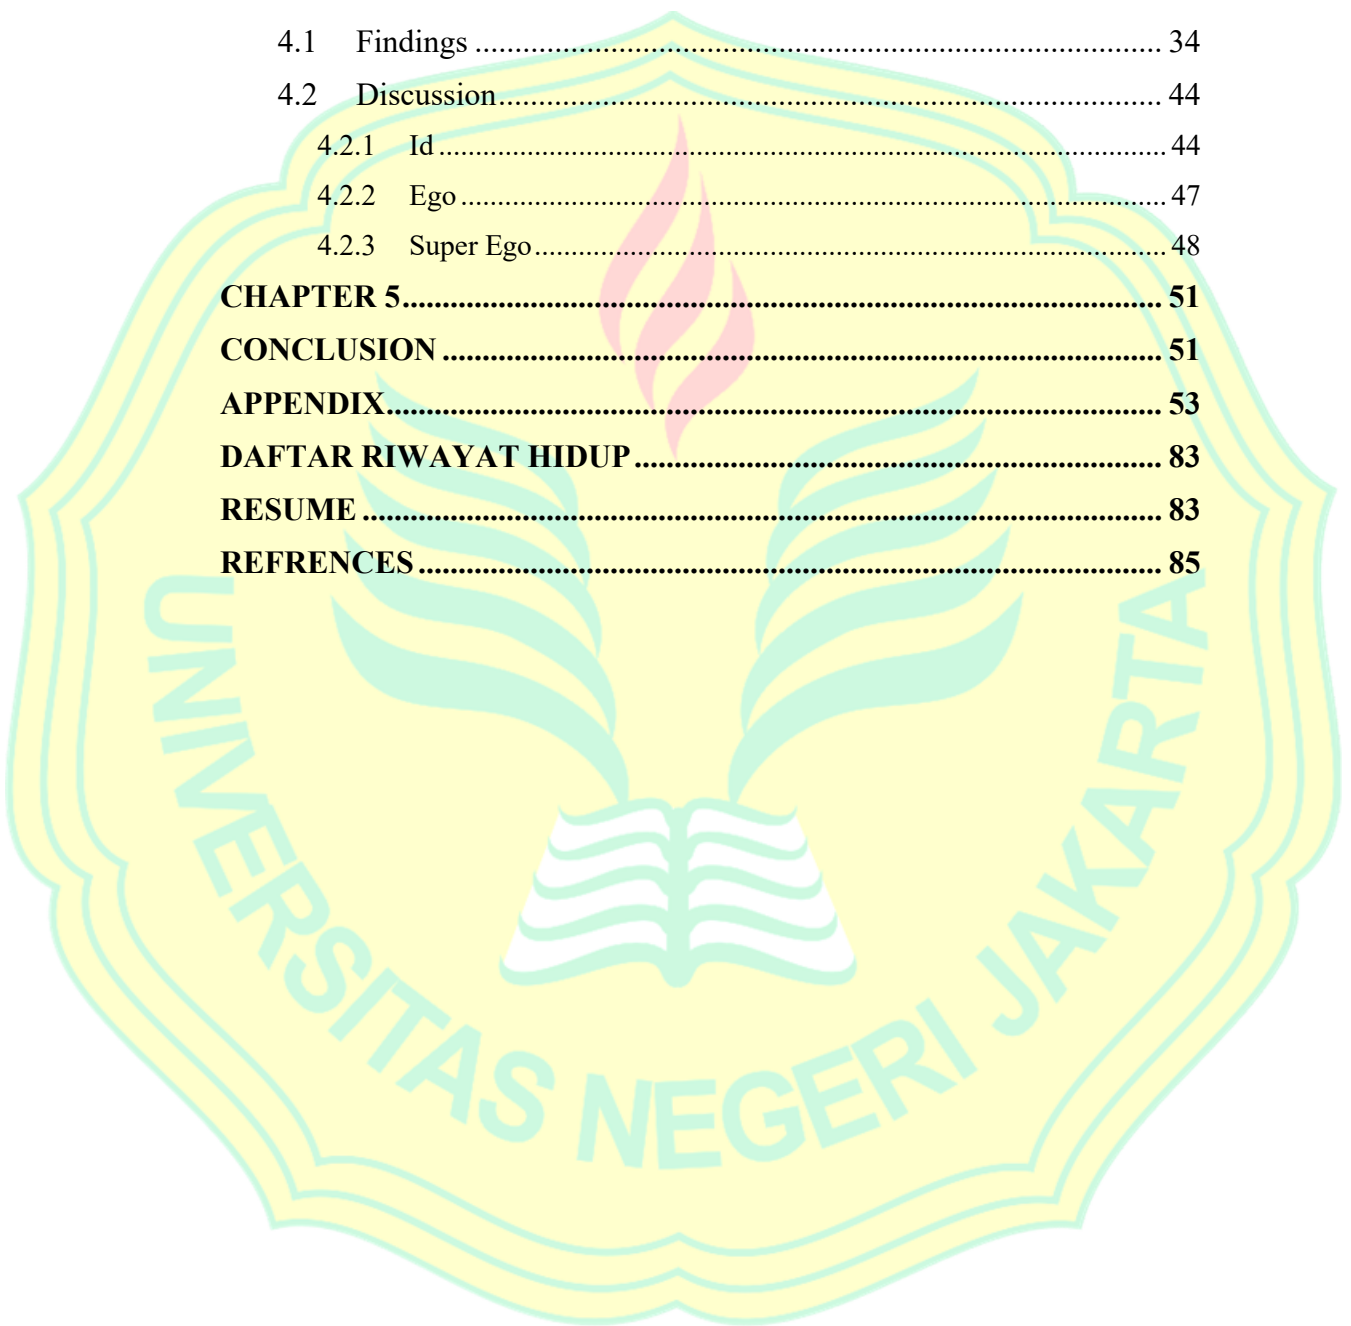 4.1 Findings ........................................................................................ 34
4.2 Discussion..................................................................................... 44
4.2.1 Id ............................................................................................. 44
4.2.2 Ego .......................................................................................... 47
4.2.3 Super Ego................................................................................. 48
CHAPTER 5................................................................................................ 51
CONCLUSION ........................................................................................... 51
APPENDIX.................................................................................................. 53
DAFTAR RIWAYAT HIDUP .................................................................. 83
RESUME ..................................................................................................... 83
REFRENCES .............................................................................................. 85
UNIVERSITAS NEGERI JAKARTA